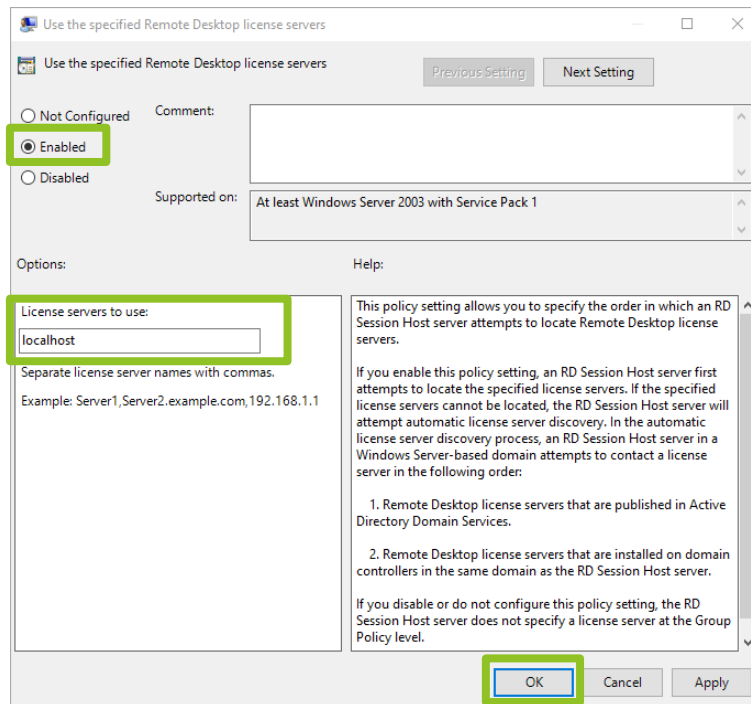 Use the specified Remote Desktop license servers
Use the specified Remote Desktop license servers
Previous Setting
Next Setting
Not Configured
Comment:
Enabled
Disabled
Supported on:
At least Windows Server 2003 with Service Pack 1
Options:
Help:
License servers to use:
localhost
Separate license server names with commas.
Example: Server1,Server2.example.com,192.168.1.1
This policy setting allows you to specify the order in which an RD
Session Host server attempts to locate Remote Desktop license
servers.
If you enable this policy setting, an RD Session Host server first
attempts to locate the specified license servers. If the specified
license servers cannot be located, the RD Session Host server will
attempt automatic license server discovery. In the automatic
license server discovery process, an RD Session Host server in a
Windows Server-based domain attempts to contact a license
server in the following order:
1. Remote Desktop license servers that are published in Active
Directory Domain Services.
2. Remote Desktop license servers that are installed on domain
controllers in the same domain as the RD Session Host server.
If you disable or do not configure this policy setting, the RD
Session Host server does not specify a license server at the Group
Policy level.
OK
Cancel
Apply